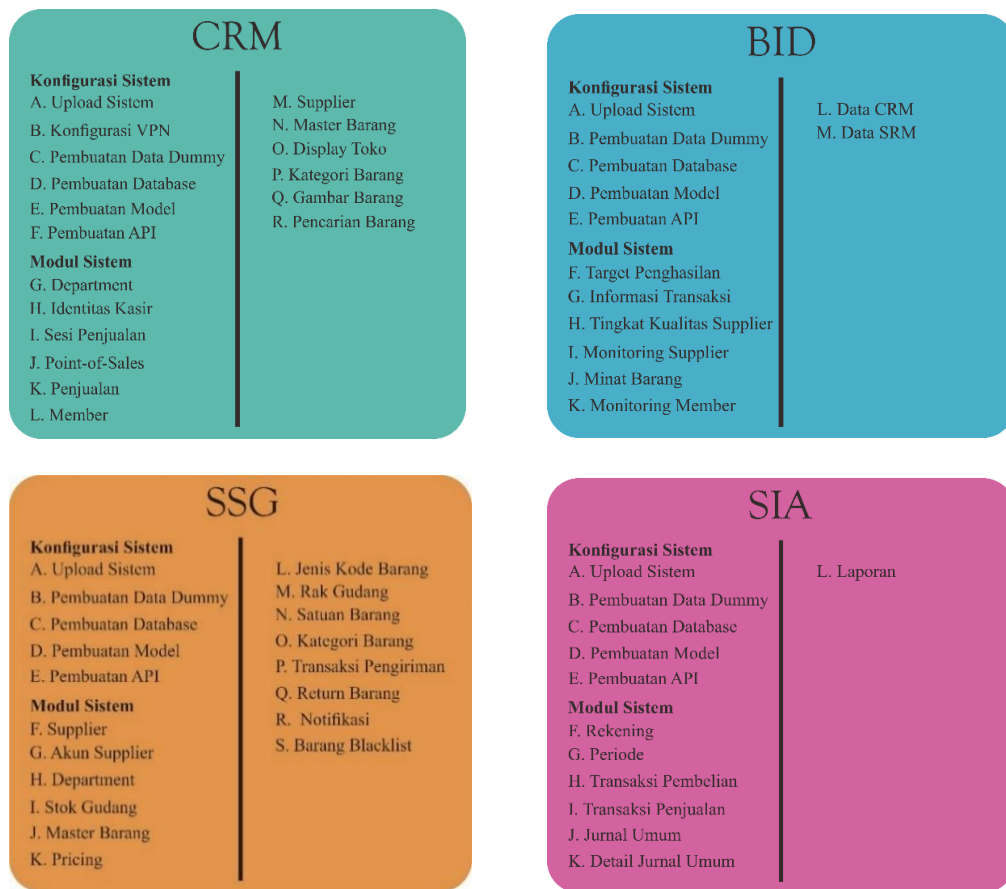 CRM
Konfigurasi Sistem
A. Upload Sistem
B. Konfigurasi VPN
C. Pembuatan Data Dummy
D. Pembuatan Database
E. Pembuatan Model
F. Pembuatan API
Modul Sistem
G. Department
H. Identitas Kasir
I. Sesi Penjualan
J. Point-of-Sales
K. Penjualan
L. Member
M. Supplier
N. Master Barang
O. Display Toko
P. Kategori Barang
Q. Gambar Barang
R. Pencarian Barang
BID
Konfigurasi Sistem
A. Upload Sistem
B. Pembuatan Data Dummy
C. Pembuatan Database
D. Pembuatan Model
E. Pembuatan API
Modul Sistem
F. Target Penghasilan
G. Informasi Transaksi
H. Tingkat Kualitas Supplier
I. Monitoring Supplier
J. Minat Barang
K. Monitoring Member
L. Data CRM
M. Data SRM
SSG
Konfigurasi Sistem
A. Upload Sistem
B. Pembuatan Data Dummy
C. Pembuatan Database
D. Pembuatan Model
E. Pembuatan API
Modul Sistem
F. Supplier
G. Akun Supplier
H. Department
I. Stok Gudang
J. Master Barang
K. Pricing
L. Jenis Kode Barang
M. Rak Gudang
N. Satuan Barang
O. Kategori Barang
P. Transaksi Pengiriman
Q. Return Barang
R. Notifikasi
S. Barang Blacklist
SIA
Konfigurasi Sistem
A. Upload Sistem
B. Pembuatan Data Dummy
C. Pembuatan Database
D. Pembuatan Model
E. Pembuatan API
Modul Sistem
F. Rekening
G. Periode
H. Transaksi Pembelian
I. Transaksi Penjualan
J. Jurnal Umum
K. Detail Jurnal Umum
L. Laporan